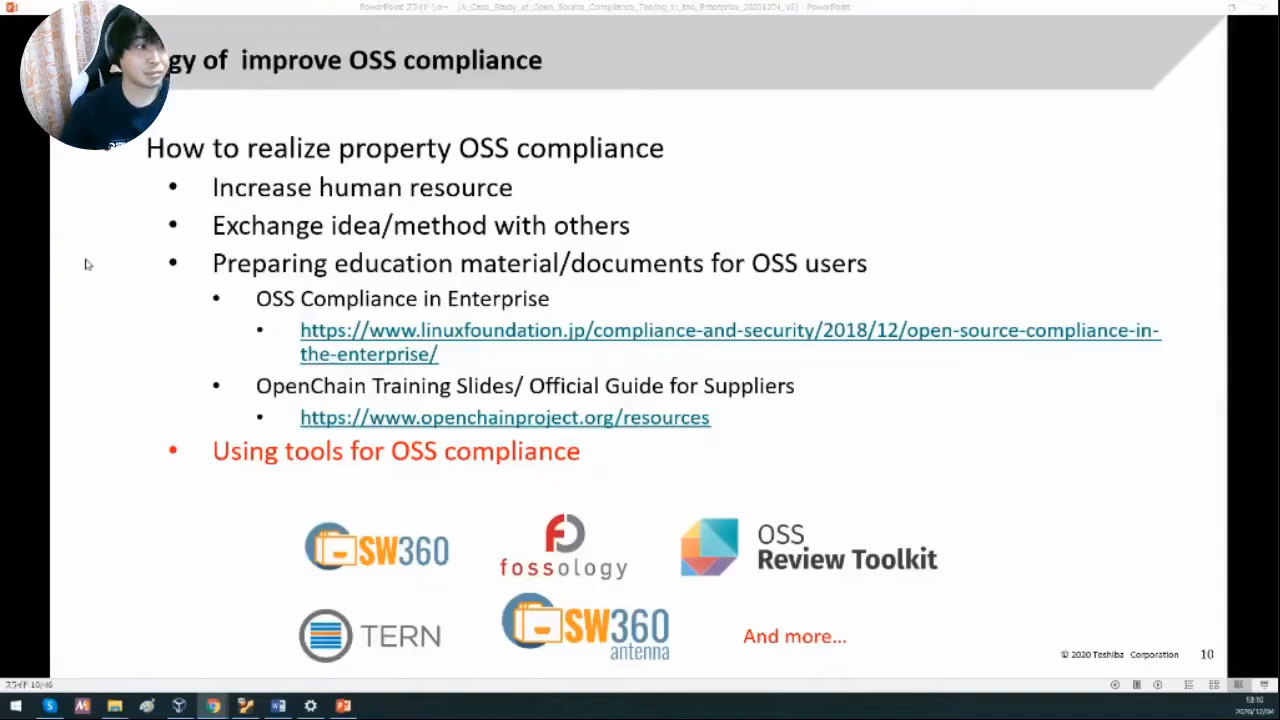 PowerPoint スライド ショー - [A_Case_Study_of_Open_Source_Compliance_Tooling_in_the_Enterprise_20201204_v2] - PowerPoint
gy of improve OSS compliance
How to realize property OSS compliance
• Increase human resource
• Exchange idea/method with others
• Preparing education material/documents for OSS users
• OSS Compliance in Enterprise
• https://www.linuxfoundation.jp/compliance-and-security/2018/12/open-source-compliance-in-
the-enterprise/
• OpenChain Training Slides/ Official Guide for Suppliers
• https://www.openchainproject.org/resources
• Using tools for OSS compliance
SW360
fossology
OSS
Review Toolkit
TERN
SW360
antenna
And more...
© 2020 Toshiba Corporation 10
スライド 10/46
13:10
2020/12/04